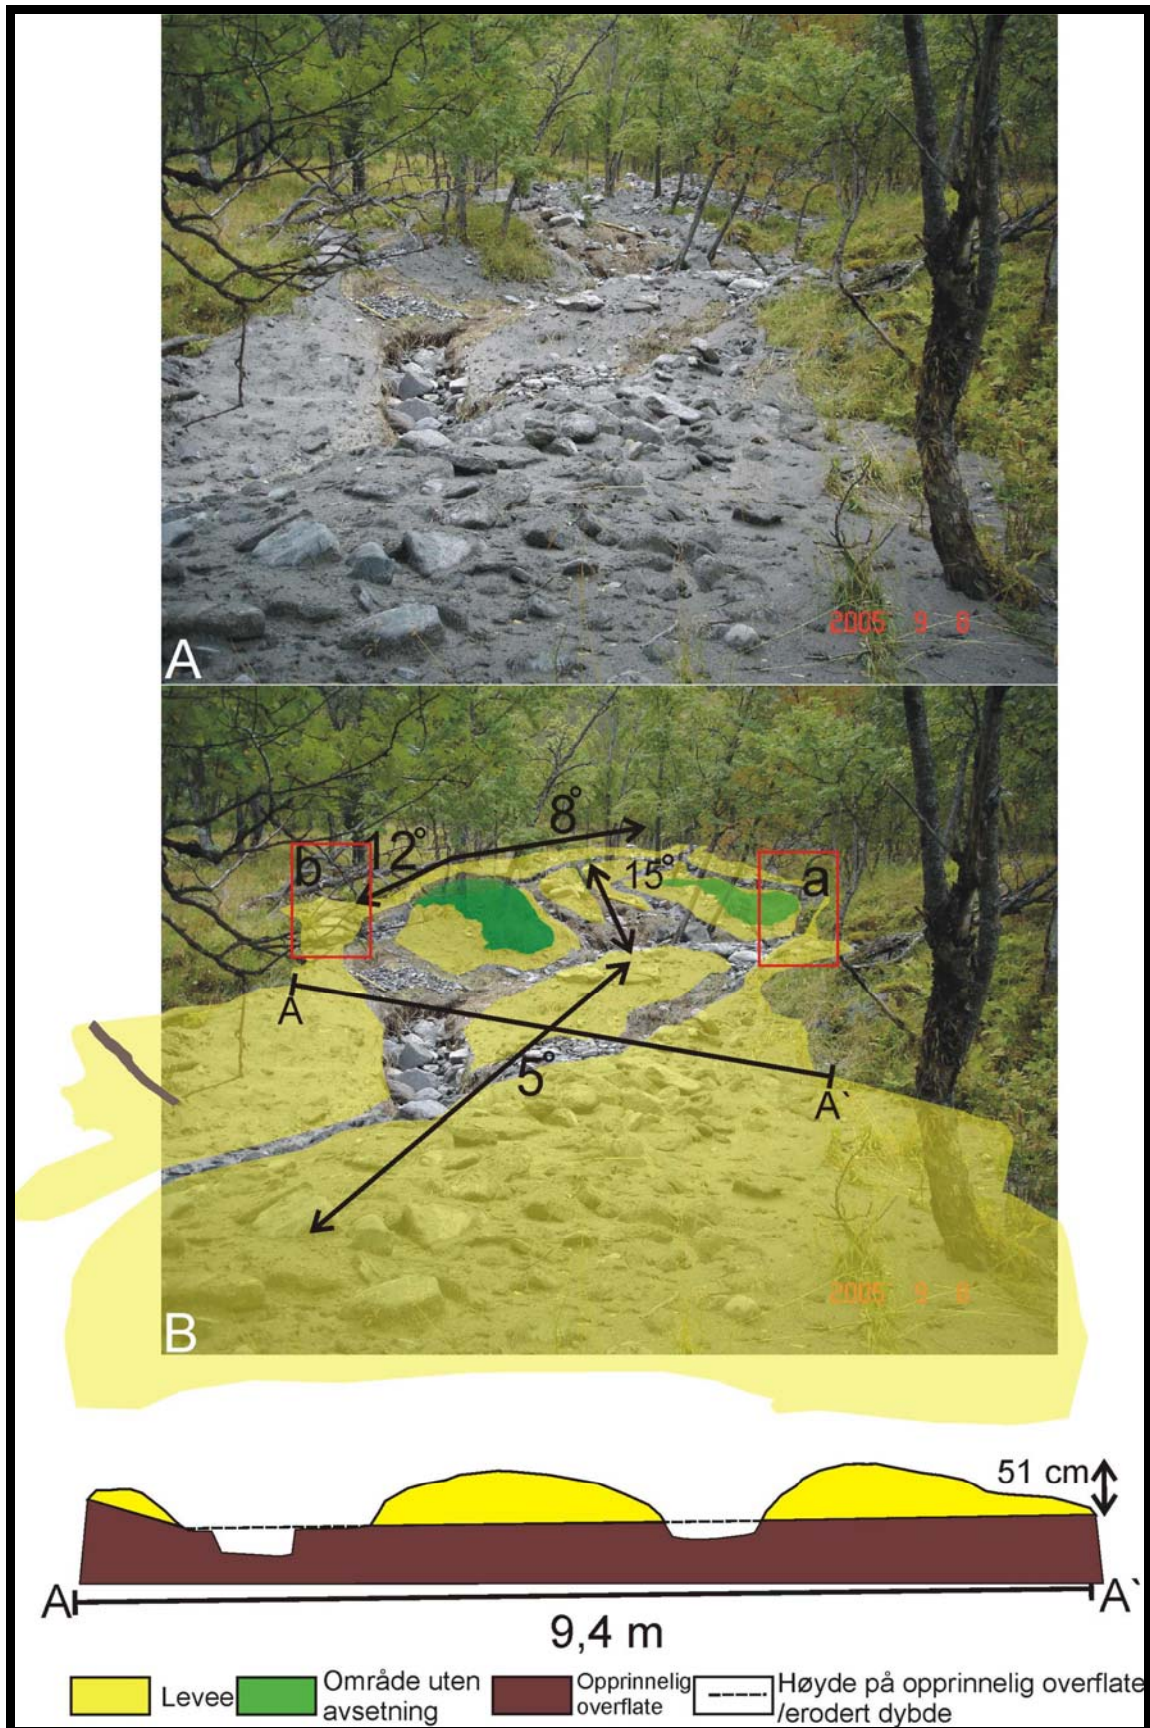 2005 9 8
A
8°
12°
b
15°
a
A
5°
A`
2005 9 8
B
51 cm
A
A`
9,4 m
Levee
Område uten
avsetning
Opprinnelig
overflate
Høyde på opprinnelig overflate
/erodert dybde